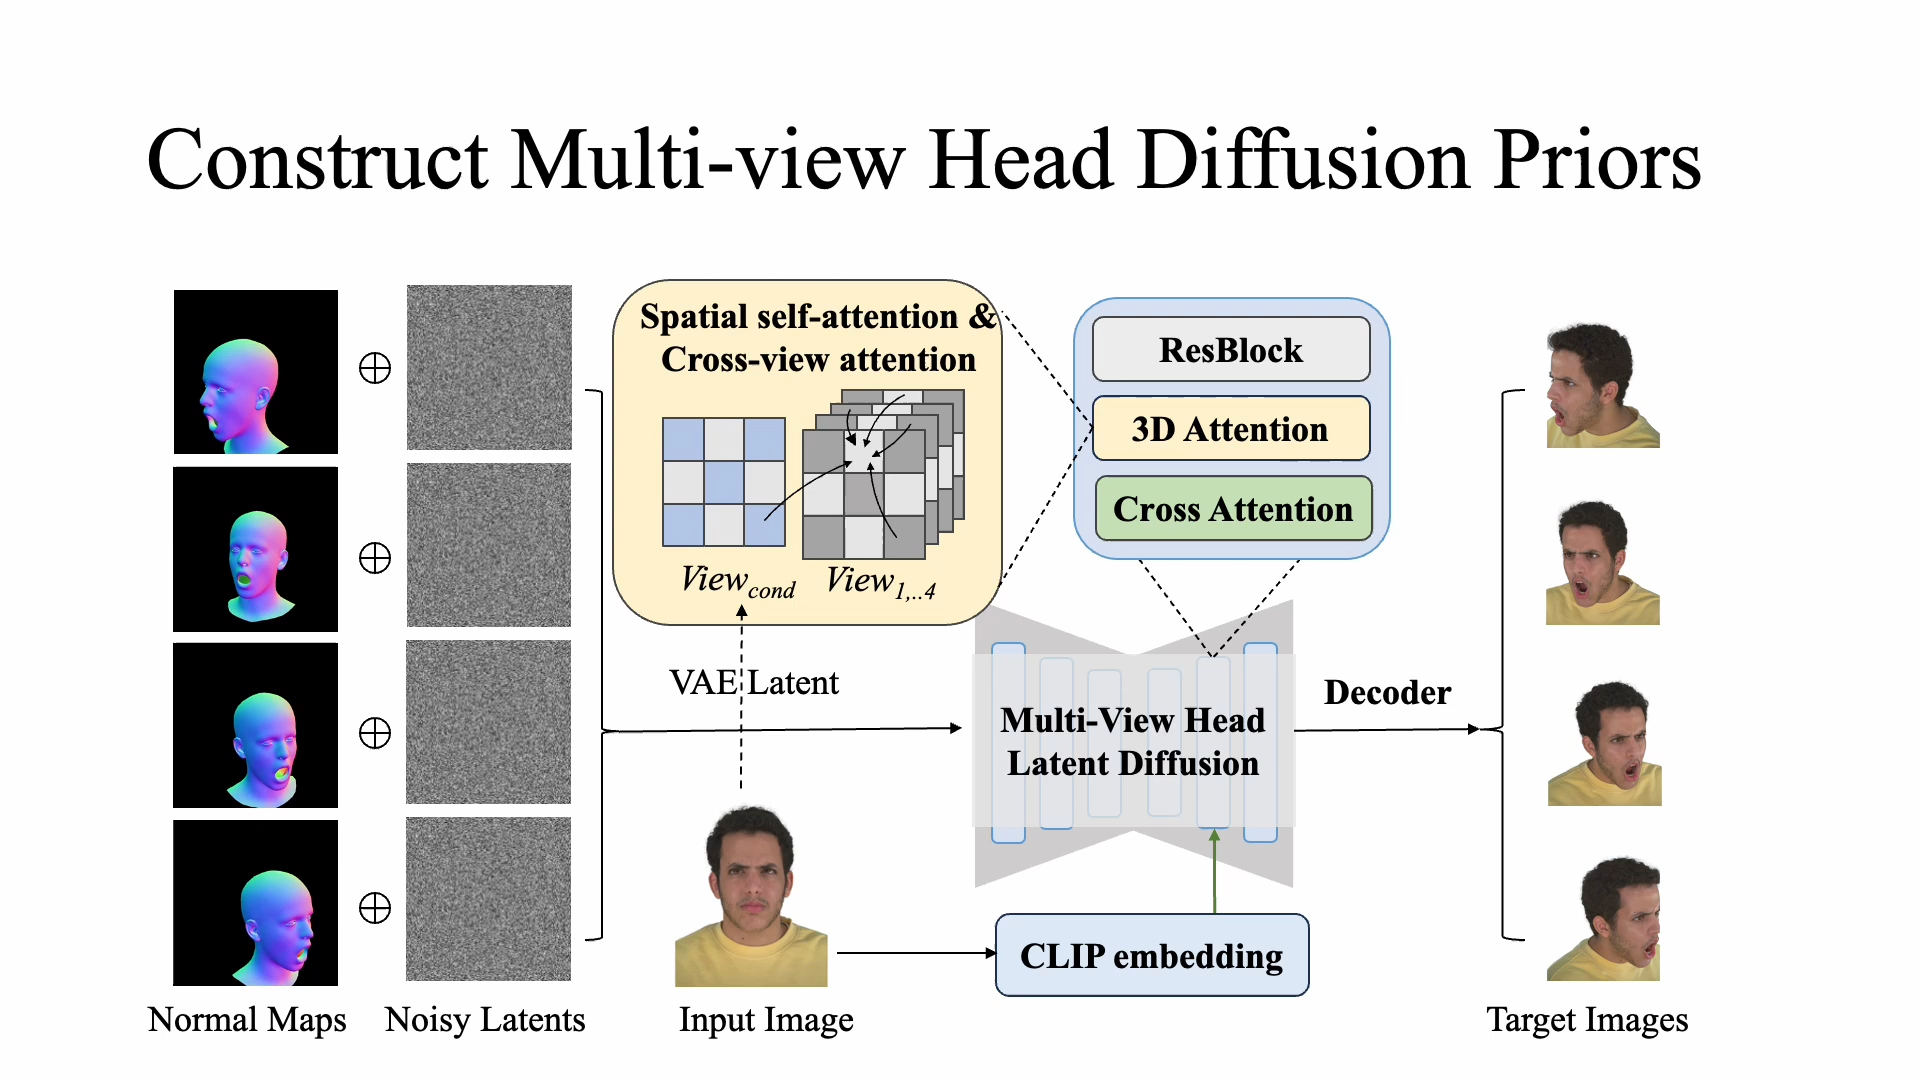 Construct Multi-view Head Diffusion Priors
Spatial self-attention &
Cross-view attention
View_cond
View_1,..4
ResBlock
3D Attention
Cross Attention
VAE Latent
Multi-View Head
Latent Diffusion
Decoder
CLIP embedding
Normal Maps
Noisy Latents
Input Image
Target Images